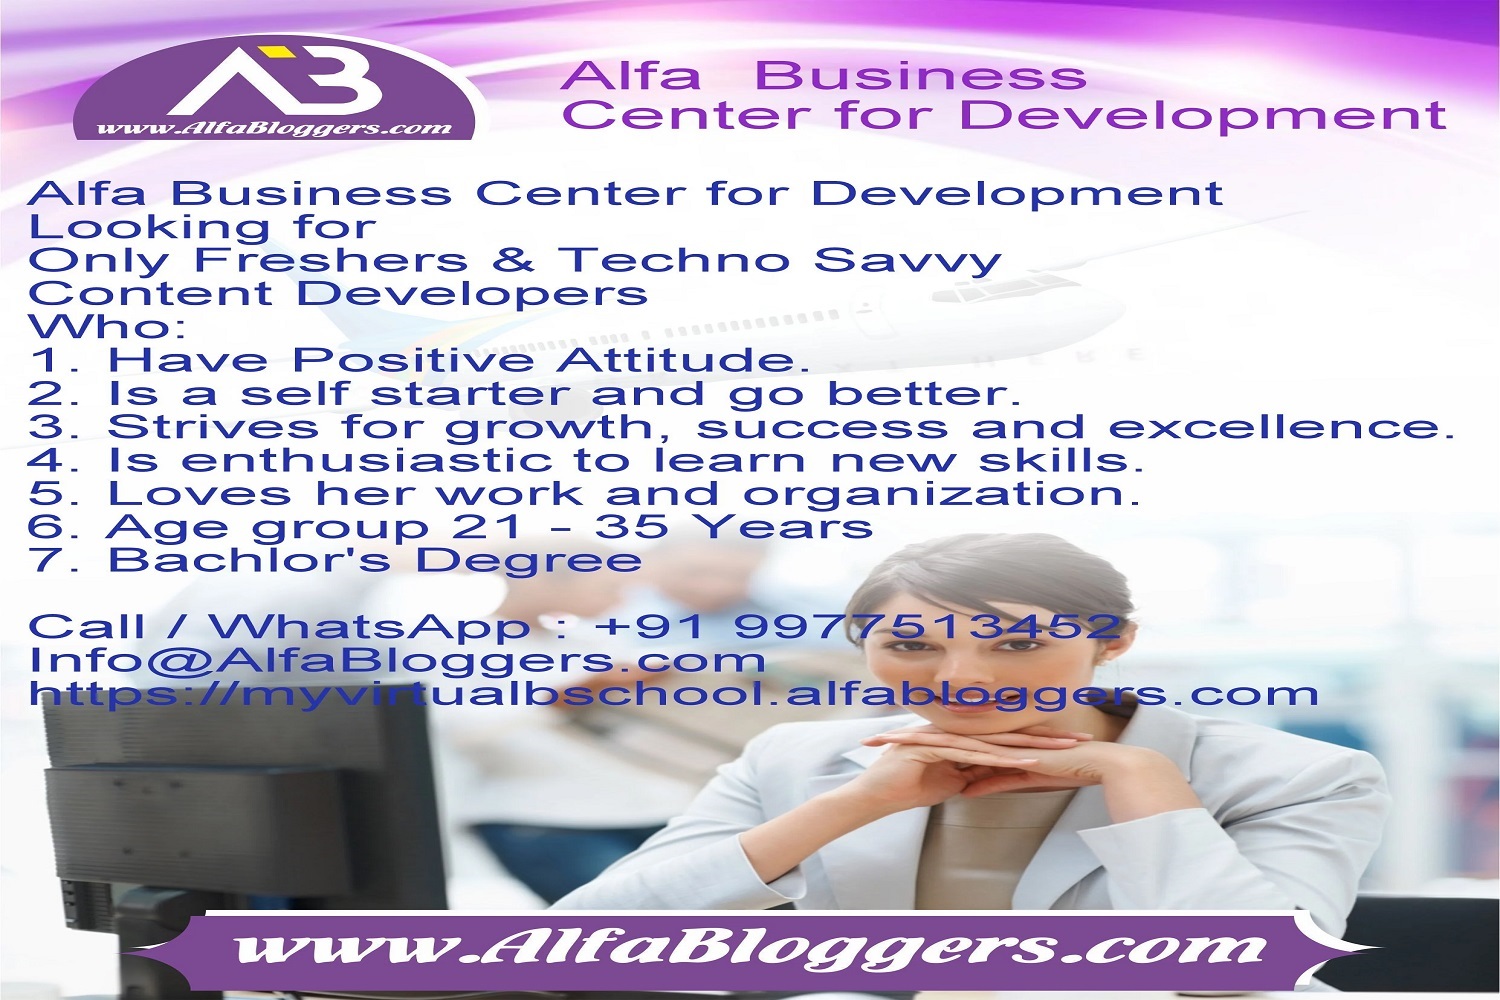 AB
www.AlfaBloggers.com
Alfa Business
Center for Development
Alfa Business Center for Development
Looking for
Only Freshers & Techno Savvy
Content Developers
Who:
1. Have Positive Attitude.
2. Is a self starter and go better.
3. Strives for growth, success and excellence.
4. Is enthusiastic to learn new skills.
5. Loves her work and organization.
6. Age group 21 - 35 Years
7. Bachlor's Degree
Call / WhatsApp : +91 9977513452
Info@AlfaBloggers.com
https://myvirtualbschool.alfabloggers.com
www.AlfaBloggers.com